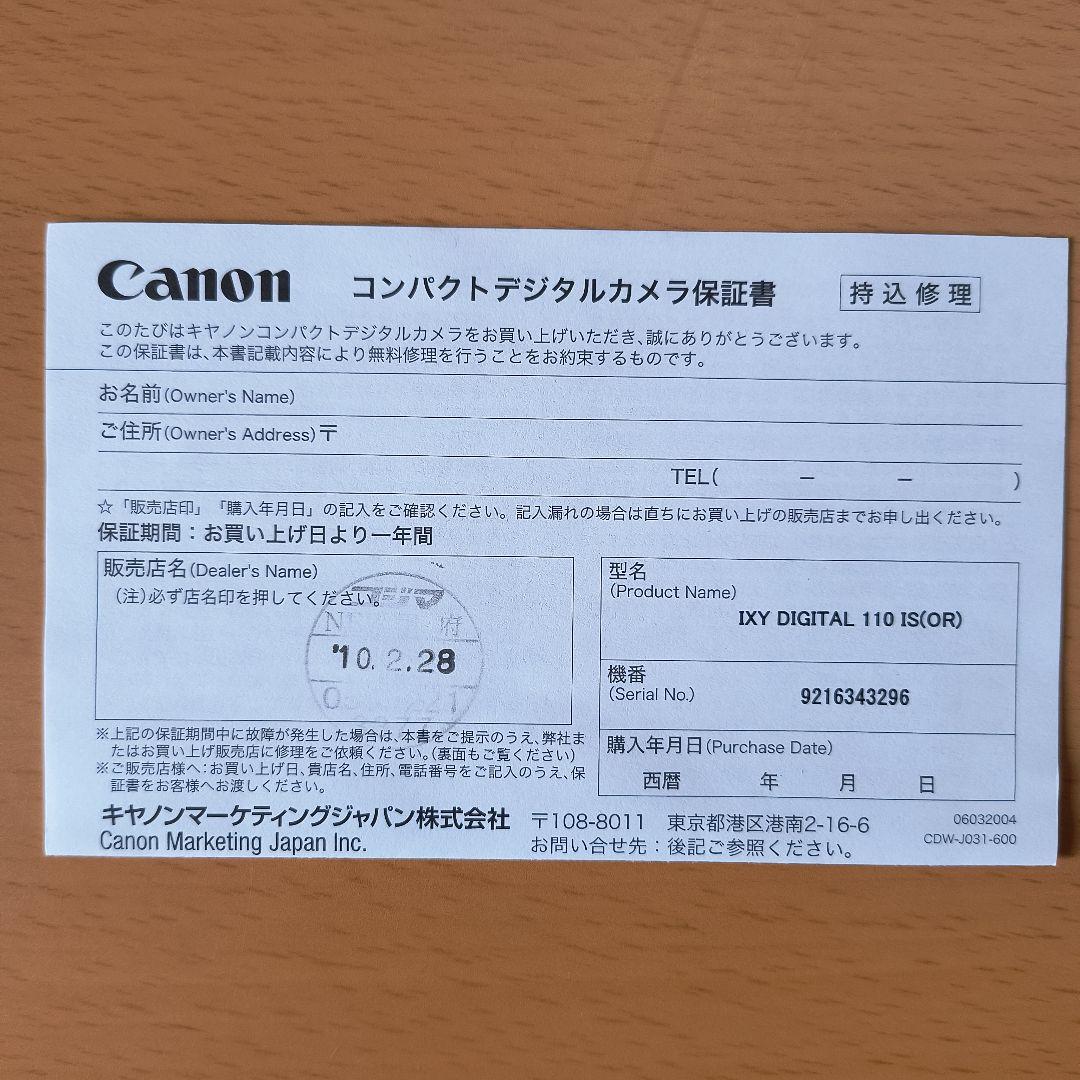 Canon コンパクトデジタルカメラ保証書 持込修理
このたびはキヤノンコンパクトデジタルカメラをお買い上げいただき、誠にありがとうございます。
この保証書は、本書記載内容により無料修理を行うことをお約束するものです。
お名前(Owner's Name)
ご住所(Owner's Address)〒
TEL( － － )
☆「販売店印」「購入年月日」の記入をご確認ください。記入漏れの場合は直ちにお買い上げの販売店までお申し出ください。
保証期間：お買い上げ日より一年間
販売店名(Dealer's Name)
（注）必ず店名印を押してください。
コジマ
府
'10.2.28
型名
(Product Name)
IXY DIGITAL 110 IS(OR)
機番
(Serial No.)
9216343296
購入年月日(Purchase Date)
西暦 年 月 日
※上記の保証期間中に故障が発生した場合は、本書をご提示のうえ、弊社ま
たはお買い上げ販売店に修理をご依頼ください。（裏面もご覧ください）
※ご販売店様へ：お買い上げ日、貴店名、住所、電話番号をご記入のうえ、保
証書をお客様へお渡しください。
キヤノンマーケティングジャパン株式会社 〒108-8011 東京都港区港南2-16-6
Canon Marketing Japan Inc. お問い合せ先：後記ご参照ください。
06032004
CDW-J031-600